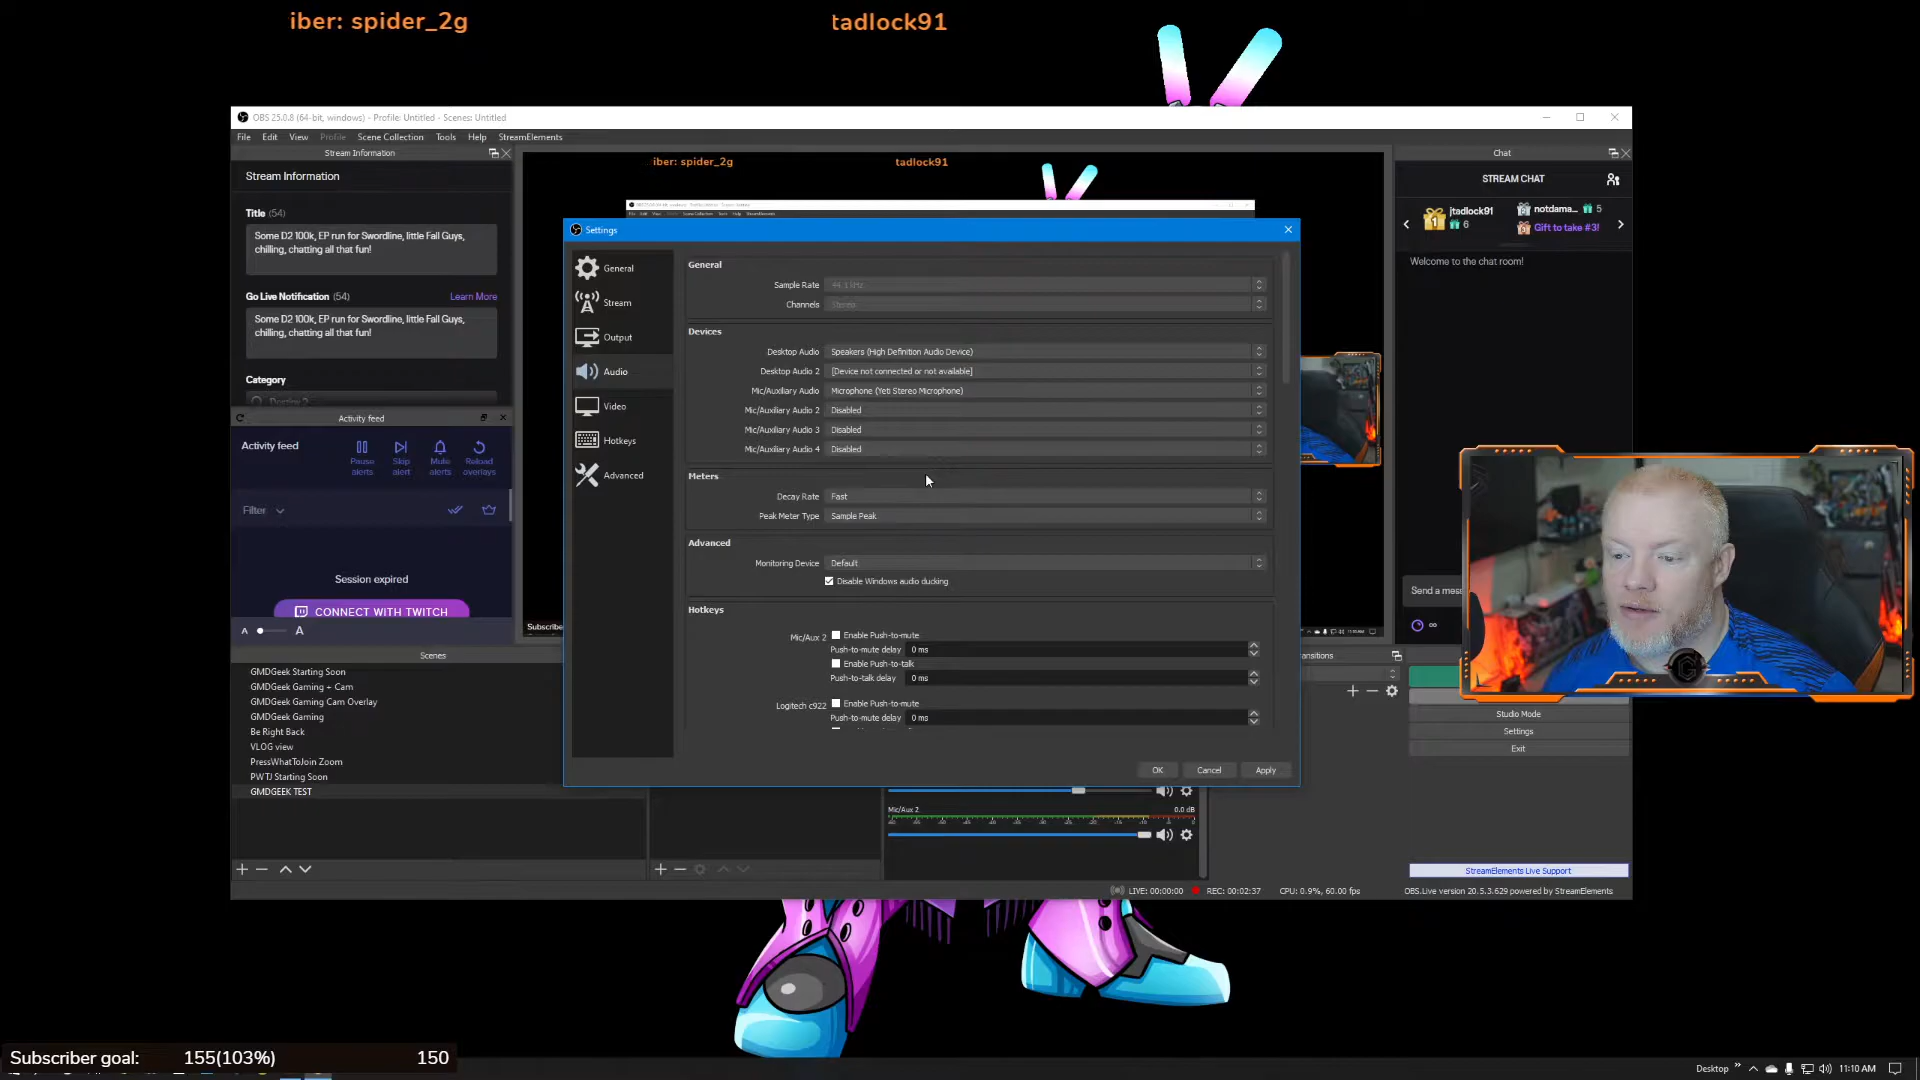 iber: spider_2g
tadlock91
OBS 25.0.8 (64-bit, windows) - Profile: Untitled - Scenes: Untitled
File Edit View Profile Scene Collection Tools Help StreamElements
Stream Information
Stream Information
Title (54)
Some D2 100k, EP run for Swordline, little Fall Guys,
chilling, chatting all that fun!
Go Live Notification (54) Learn More
Some D2 100k, EP run for Swordline, little Fall Guys,
chilling, chatting all that fun!
Category
Activity feed
Activity feed
Pause alerts
Skip alert
Mute alerts
Reload overlays
Filter
Session expired
CONNECT WITH TWITCH
A A
iber: spider_2g
tadlock91
Subscribe
Settings
General
Stream
Output
Audio
Video
Hotkeys
Advanced
General
Sample Rate 44.1 kHz
Channels Stereo
Devices
Desktop Audio Speakers (High Definition Audio Device)
Desktop Audio 2 [Device not connected or not available]
Mic/Auxiliary Audio Microphone (Yeti Stereo Microphone)
Mic/Auxiliary Audio 2 Disabled
Mic/Auxiliary Audio 3 Disabled
Mic/Auxiliary Audio 4 Disabled
Meters
Decay Rate Fast
Peak Meter Type Sample Peak
Advanced
Monitoring Device Default
Disable Windows audio ducking
Hotkeys
Mic/Aux 2 Enable Push-to-mute
Push-to-mute delay 0 ms
Enable Push-to-talk
Push-to-talk delay 0 ms
Logitech c922 Enable Push-to-mute
Push-to-mute delay 0 ms
OK Cancel Apply
Chat
STREAM CHAT
jtadlock91
6
notdama... 5
Gift to take #3!
Welcome to the chat room!
Send a mess
Scenes
GMDGeek Starting Soon
GMDGeek Gaming + Cam
GMDGeek Gaming Cam Overlay
GMDGeek Gaming
Be Right Back
VLOG view
PressWhatToJoin Zoom
PWTJ Starting Soon
GMDGEEK TEST
Mic/Aux 2 0.0 dB
Studio Mode
Settings
Exit
StreamElements Live Support
LIVE: 00:00:00 REC: 00:02:37 CPU: 0.9%, 60.00 fps OBS.Live version 20.5.3.629 powered by StreamElements
Subscriber goal: 155(103%) 150
Desktop 11:10 AM